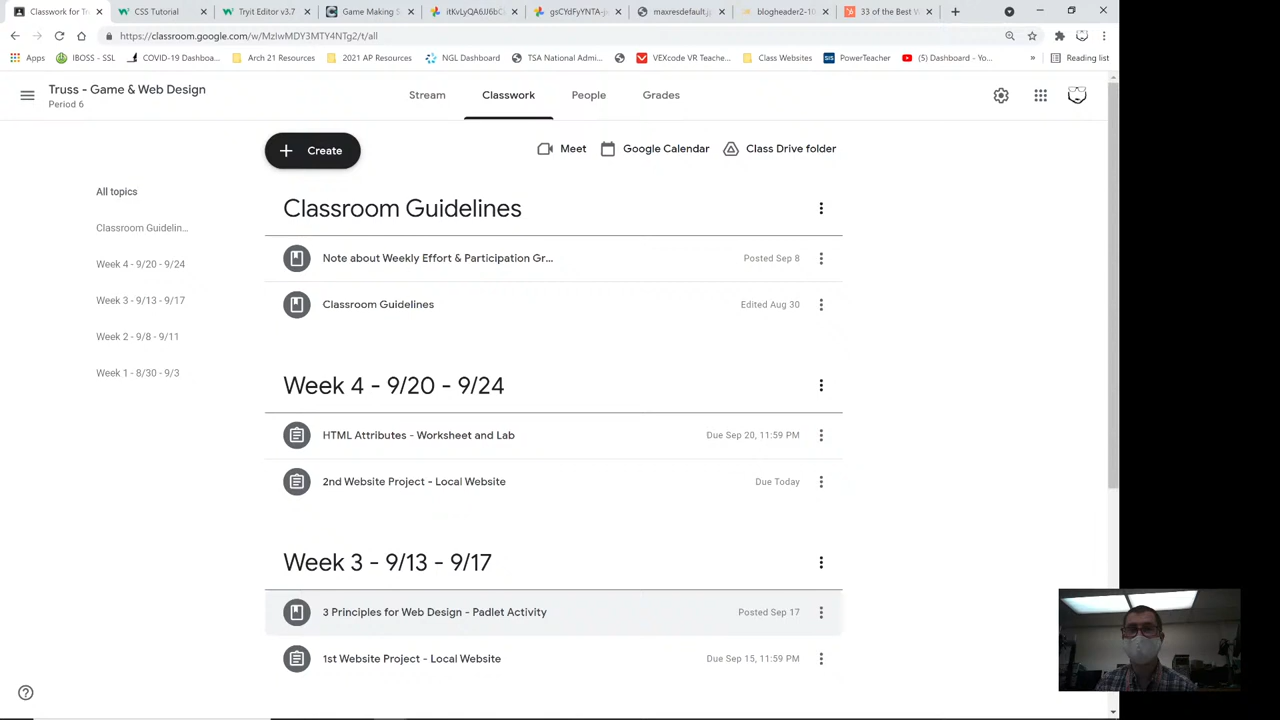 Classwork for Tr
CSS Tutorial
Tryit Editor v3.7
Game Making S
itKvLyQA6JJ6bC
gsCYdFyYNTA-j
maxresdefault.j
blogheader2-10
33 of the Best W
https://classroom.google.com/w/MzIwMDY3MTY4NTg2/t/all
Apps
IBOSS - SSL
COVID-19 Dashboa...
Arch 21 Resources
2021 AP Resources
NGL Dashboard
TSA National Admi...
VEXcode VR Teache...
Class Websites
SIS
PowerTeacher
(5) Dashboard - Yo...
»
Reading list
Truss - Game & Web Design
Period 6
Stream
Classwork
People
Grades
+ Create
Meet
Google Calendar
Class Drive folder
All topics
Classroom Guidelin...
Week 4 - 9/20 - 9/24
Week 3 - 9/13 - 9/17
Week 2 - 9/8 - 9/11
Week 1 - 8/30 - 9/3
Classroom Guidelines
Note about Weekly Effort & Participation Gr...
Posted Sep 8
Classroom Guidelines
Edited Aug 30
Week 4 - 9/20 - 9/24
HTML Attributes - Worksheet and Lab
Due Sep 20, 11:59 PM
2nd Website Project - Local Website
Due Today
Week 3 - 9/13 - 9/17
3 Principles for Web Design - Padlet Activity
Posted Sep 17
1st Website Project - Local Website
Due Sep 15, 11:59 PM